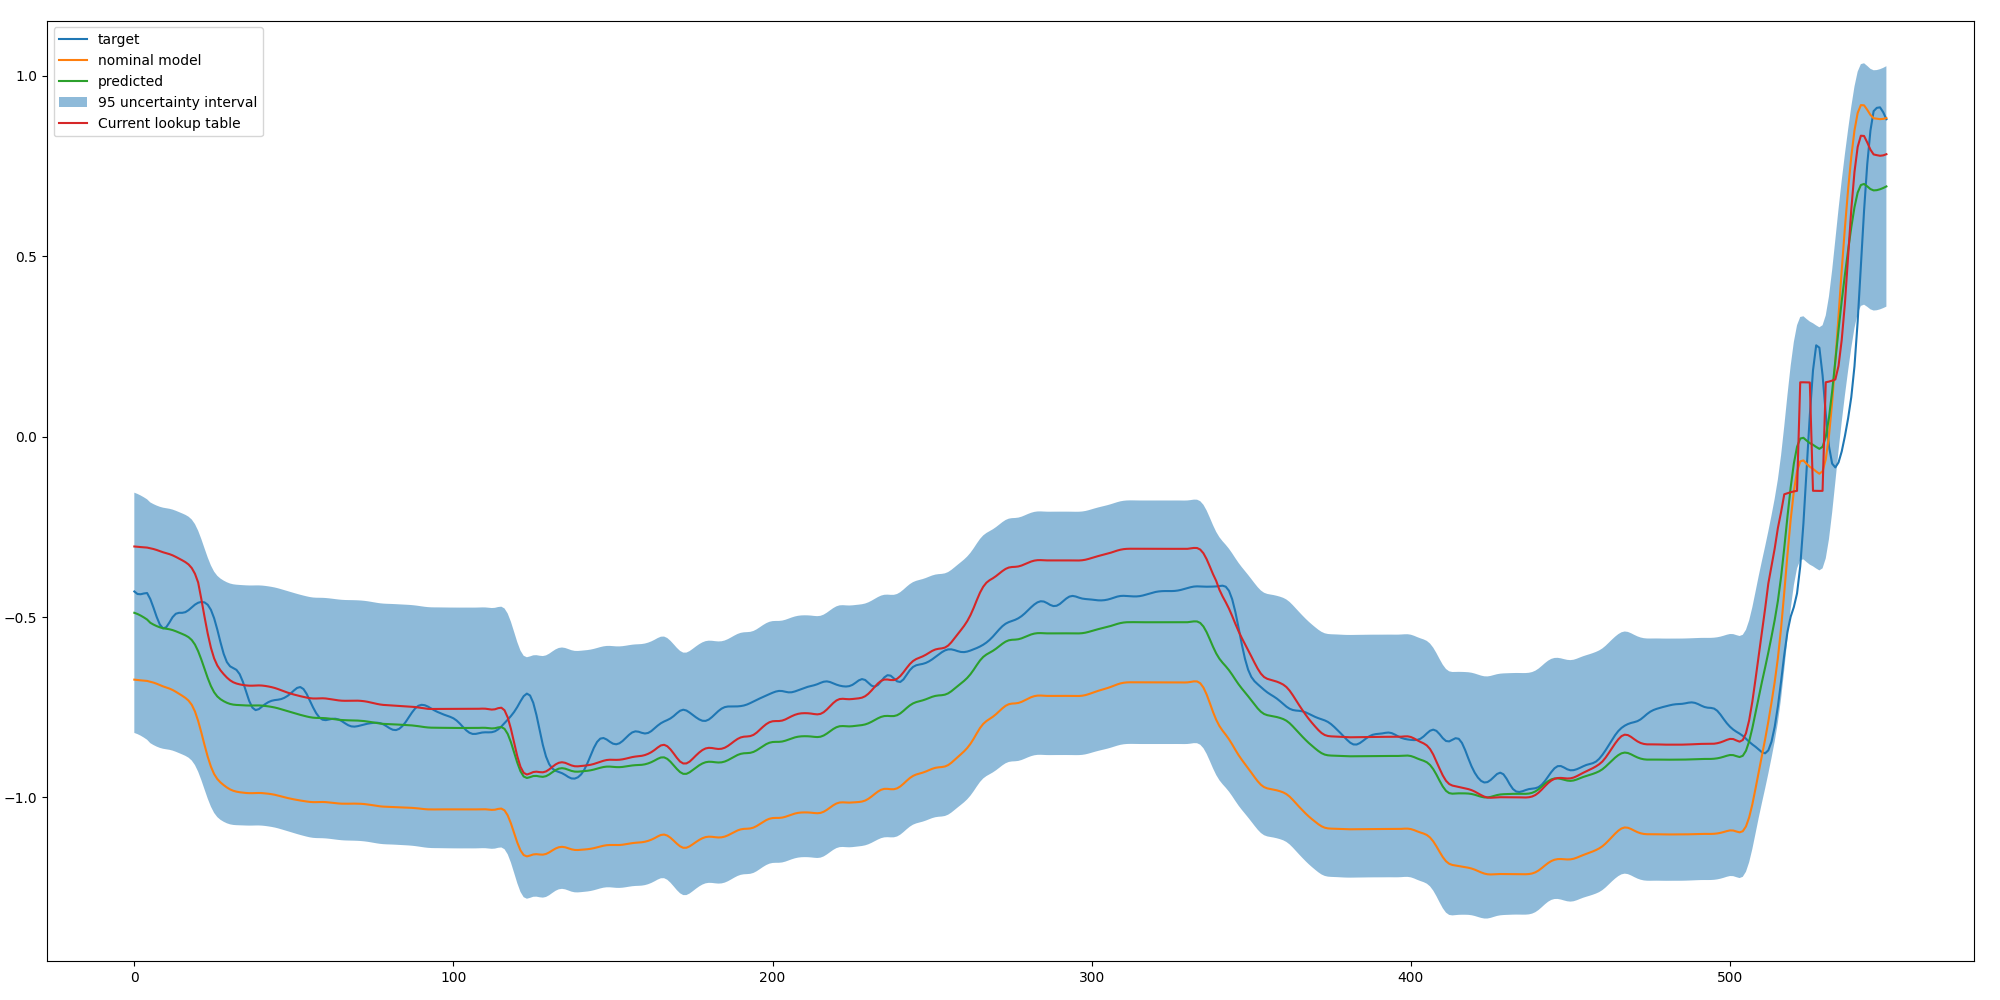 target
nominal model
predicted
95 uncertainty interval
Current lookup table
1.0
0.5
0.0
−0.5
−1.0
0 100 200 300 400 500